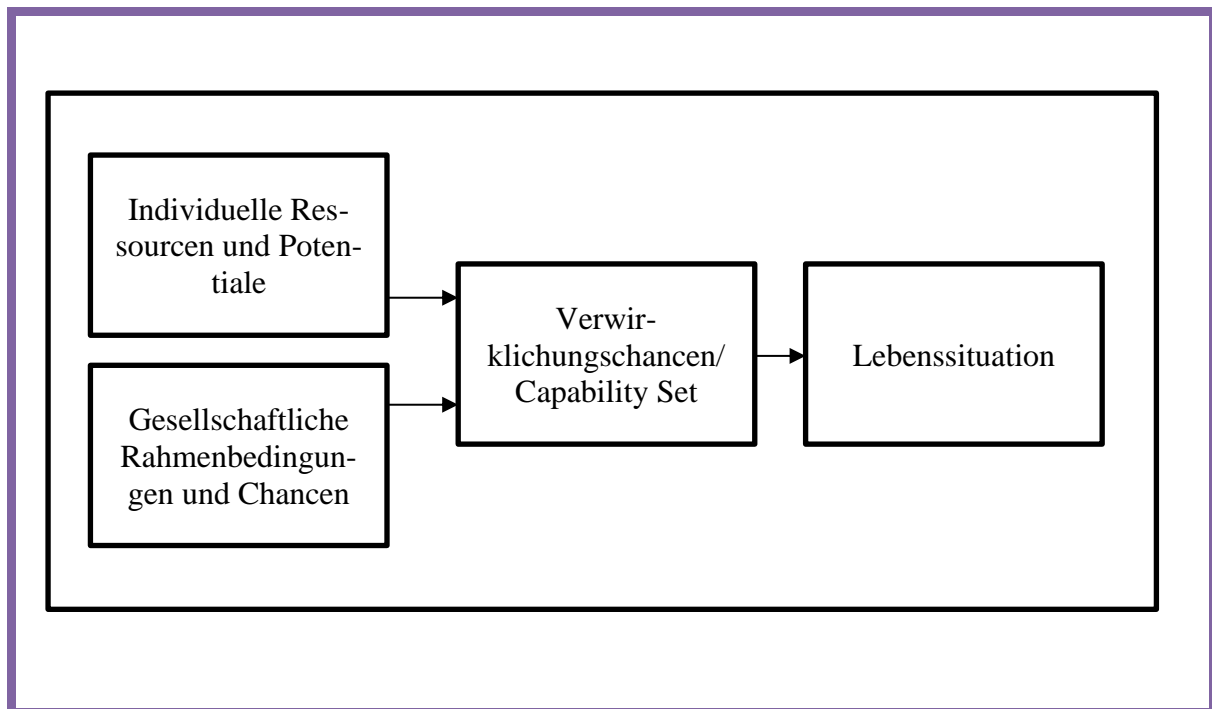 Individuelle Res-
sourcen und Poten-
tiale
Gesellschaftliche
Rahmenbedingun-
gen und Chancen
Verwir-
klichungschancen/
Capability Set
Lebenssituation